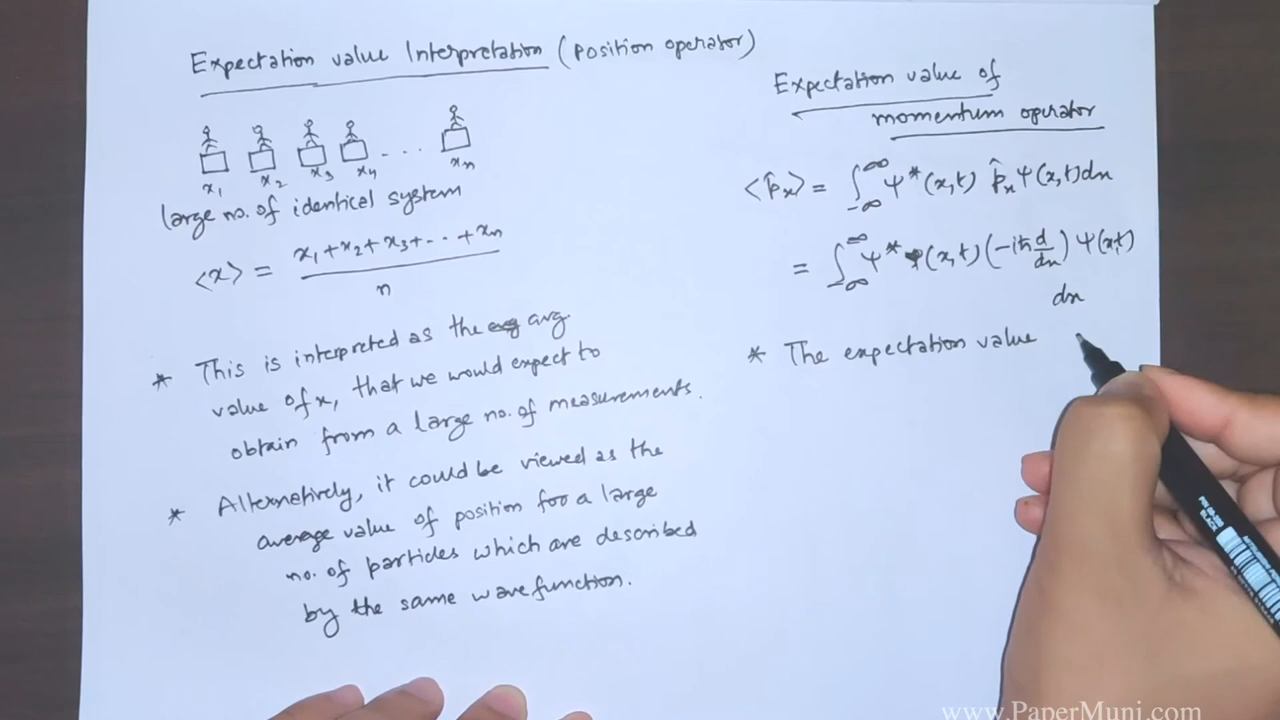 Expectation value Interpretation (position operator)
x₁ x₂ x₃ x₄ . . . xₙ
large no. of identical system
⟨x⟩ = x₁+x₂+x₃+-..+xₙ
n
* This is interpreted as the avg.
value of x, that we would expect to
obtain from a large no. of measurements.
* Alternetively, it could be viewed as the
average value of position for a large
no. of particles which are described
by the same wavefunction.
Expectation value of
momentum operator
⟨p̂ₓ⟩ = ∫_{-∞}^{∞} Ψ*(x,t) p̂ₓ Ψ(x,t)dx
= ∫_{-∞}^{∞} Ψ* (x,t) (-iħ d/dx) Ψ(x,t)
dx
* The expectation value
www.PaperMuni.com